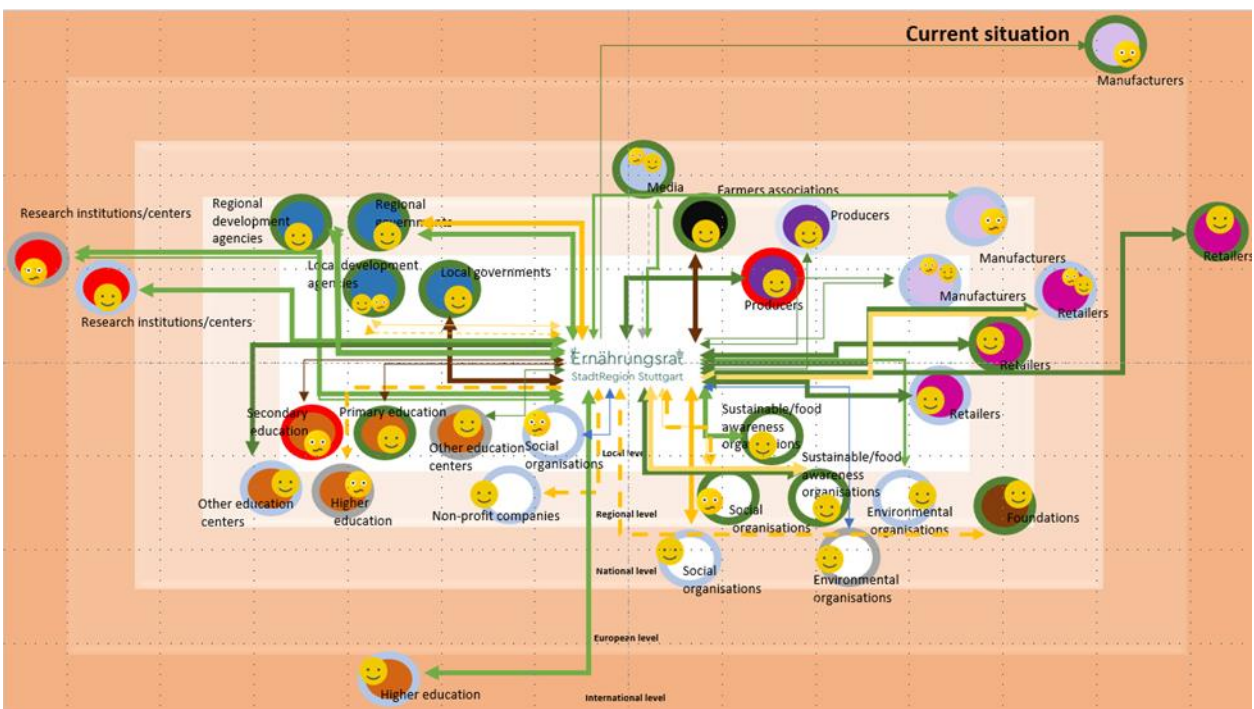 Current situation
Manufacturers
Media
Farmers associations
Producers
Regional
development
agencies
Regional
governments
Research institutions/centers
Retailers
Manufacturers
Local development
agencies
Local governments
Manufacturers
Producers
Research institutions/centers
Retailers
Ernährungsrat
StadtRegion Stuttgart
Retailers
Secondary
education
Primary education
Other education
centers
Social
organisations
Sustainable/food
awareness
organisations
Retailers
Local level
Sustainable/food
awareness
organisations
Other education
centers
Higher
education
Non-profit companies
Regional level
Social
organisations
Environmental
organisations
Foundations
National level
Social
organisations
Environmental
organisations
European level
Higher education
International level